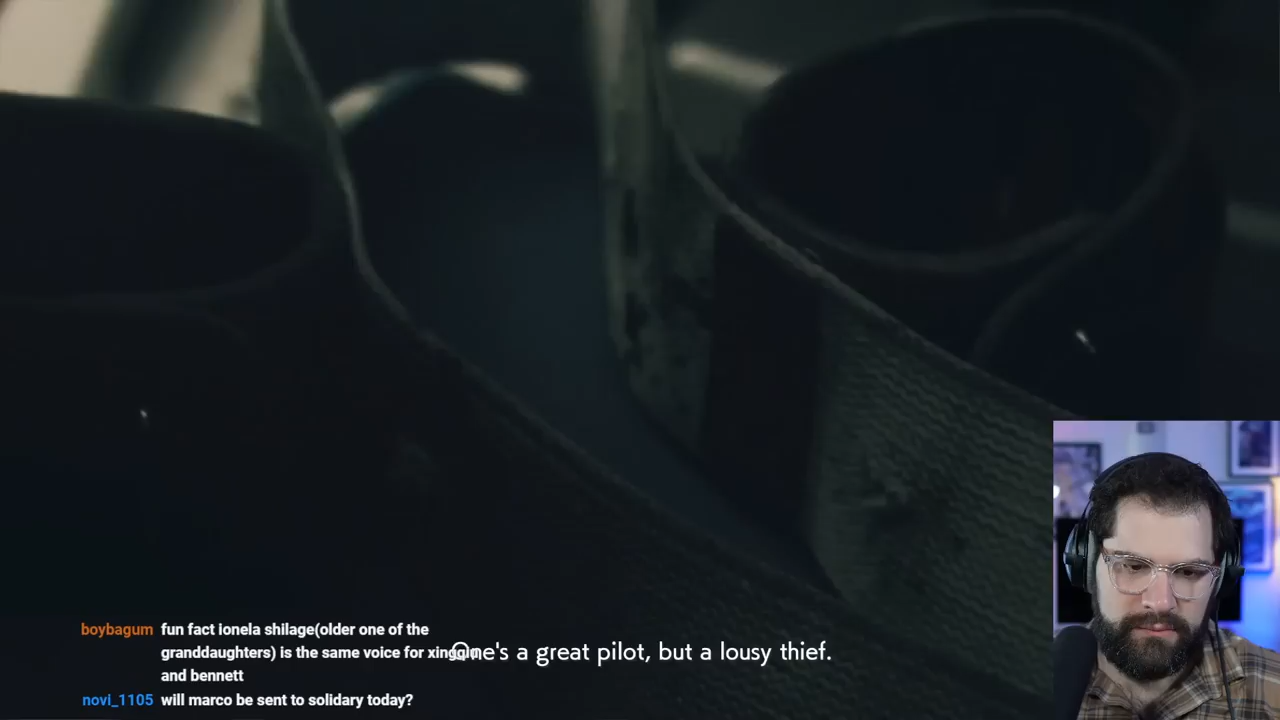 boybagum fun fact ionela shilage(older one of the
granddaughters) is the same voice for
and bennett
One's a great pilot, but a lousy thief.
novi_1105 will marco be sent to solidary today?